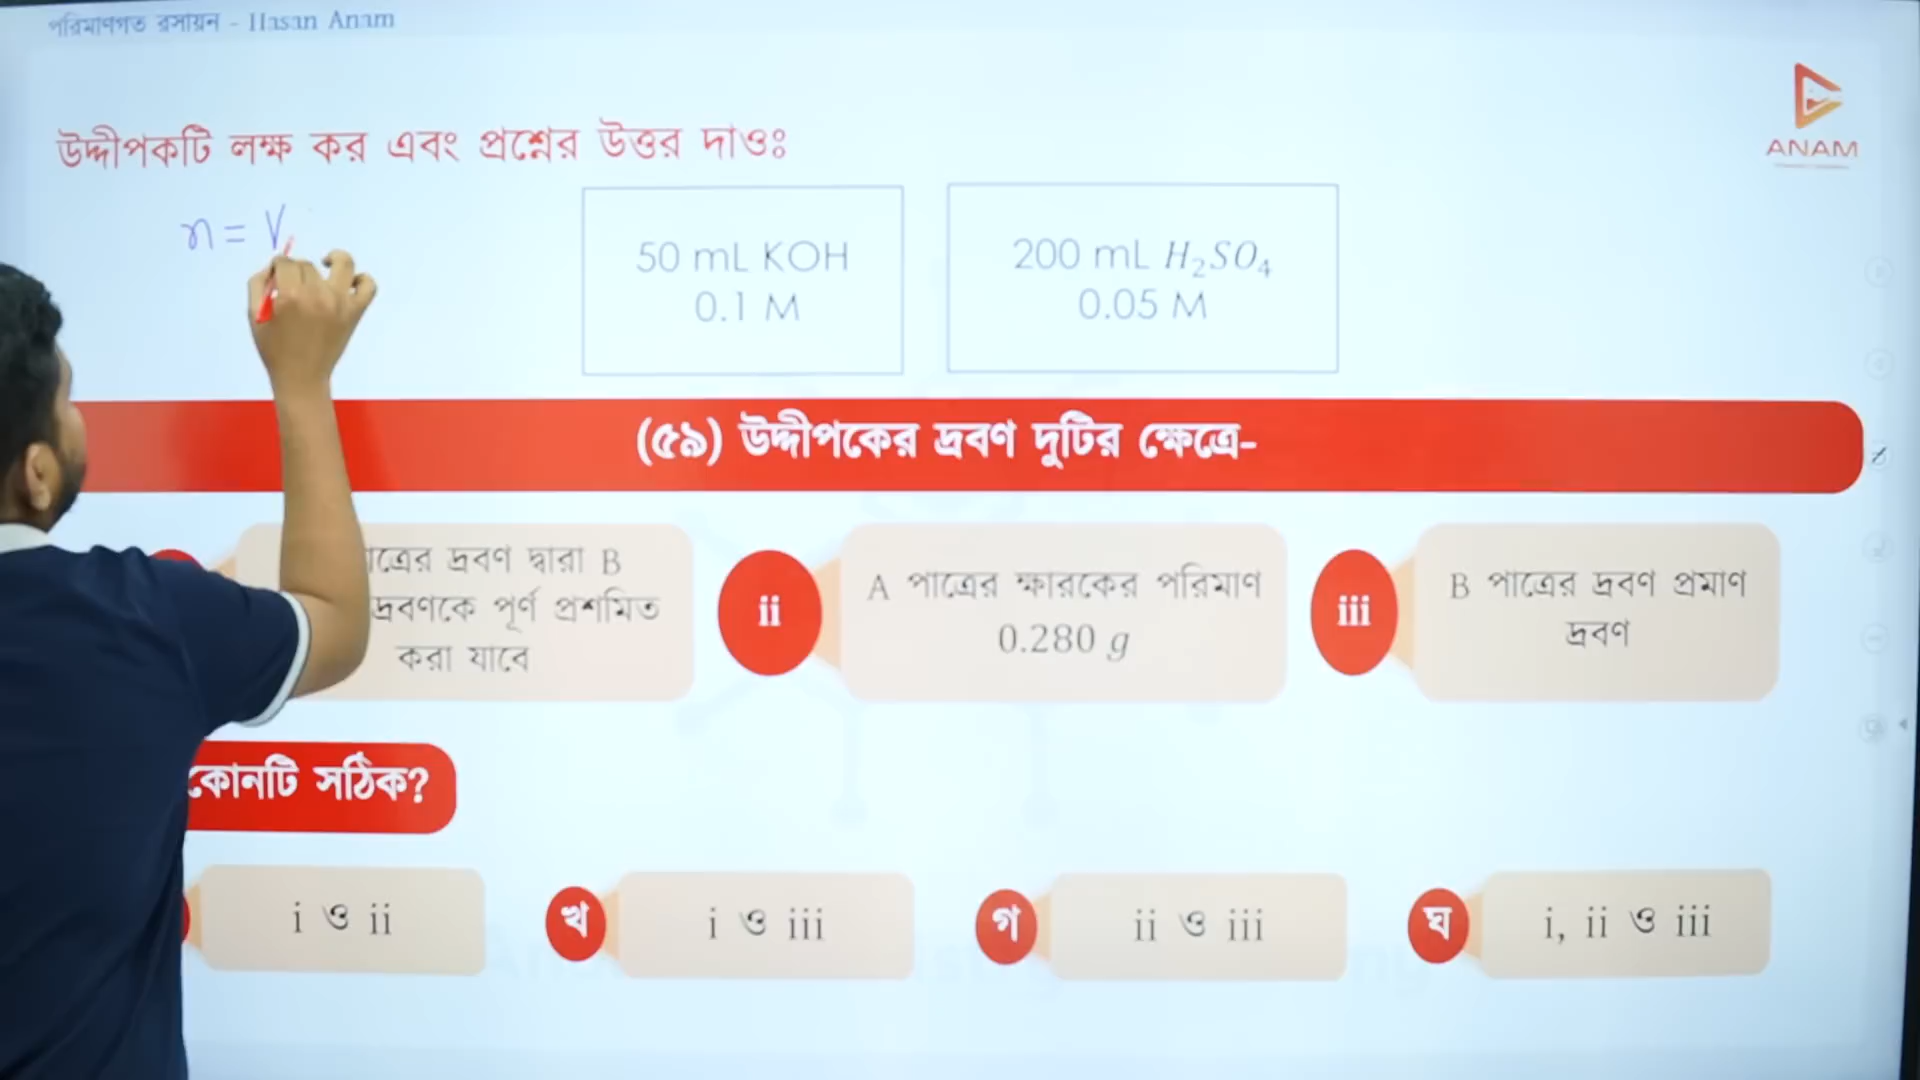 পরিমাণগত রসায়ন - Hasan Anam
ANAM
উদ্দীপকটি লক্ষ কর এবং প্রশ্নের উত্তর দাওঃ
n = V
50 mL KOH
0.1 M
200 mL H₂SO₄
0.05 M
(৫৯) উদ্দীপকের দ্রবণ দুটির ক্ষেত্রে-
দ্রবণ দ্বারা B
দ্রবণকে পূর্ণ প্রশমিত
করা যাবে
ii
A পাত্রের ক্ষারকের পরিমাণ
0.280 g
iii
B পাত্রের দ্রবণ প্রমাণ
দ্রবণ
কোনটি সঠিক?
i ও ii
খ
i ও iii
গ
ii ও iii
ঘ
i, ii ও iii